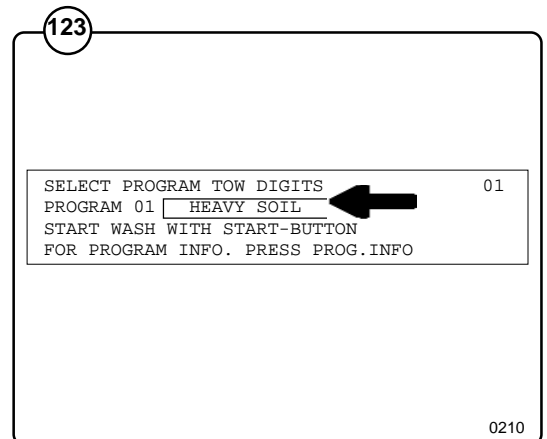 123
SELECT PROGRAM TOW DIGITS 01
PROGRAM 01 HEAVY SOIL
START WASH WITH START-BUTTON
FOR PROGRAM INFO. PRESS PROG.INFO
0210